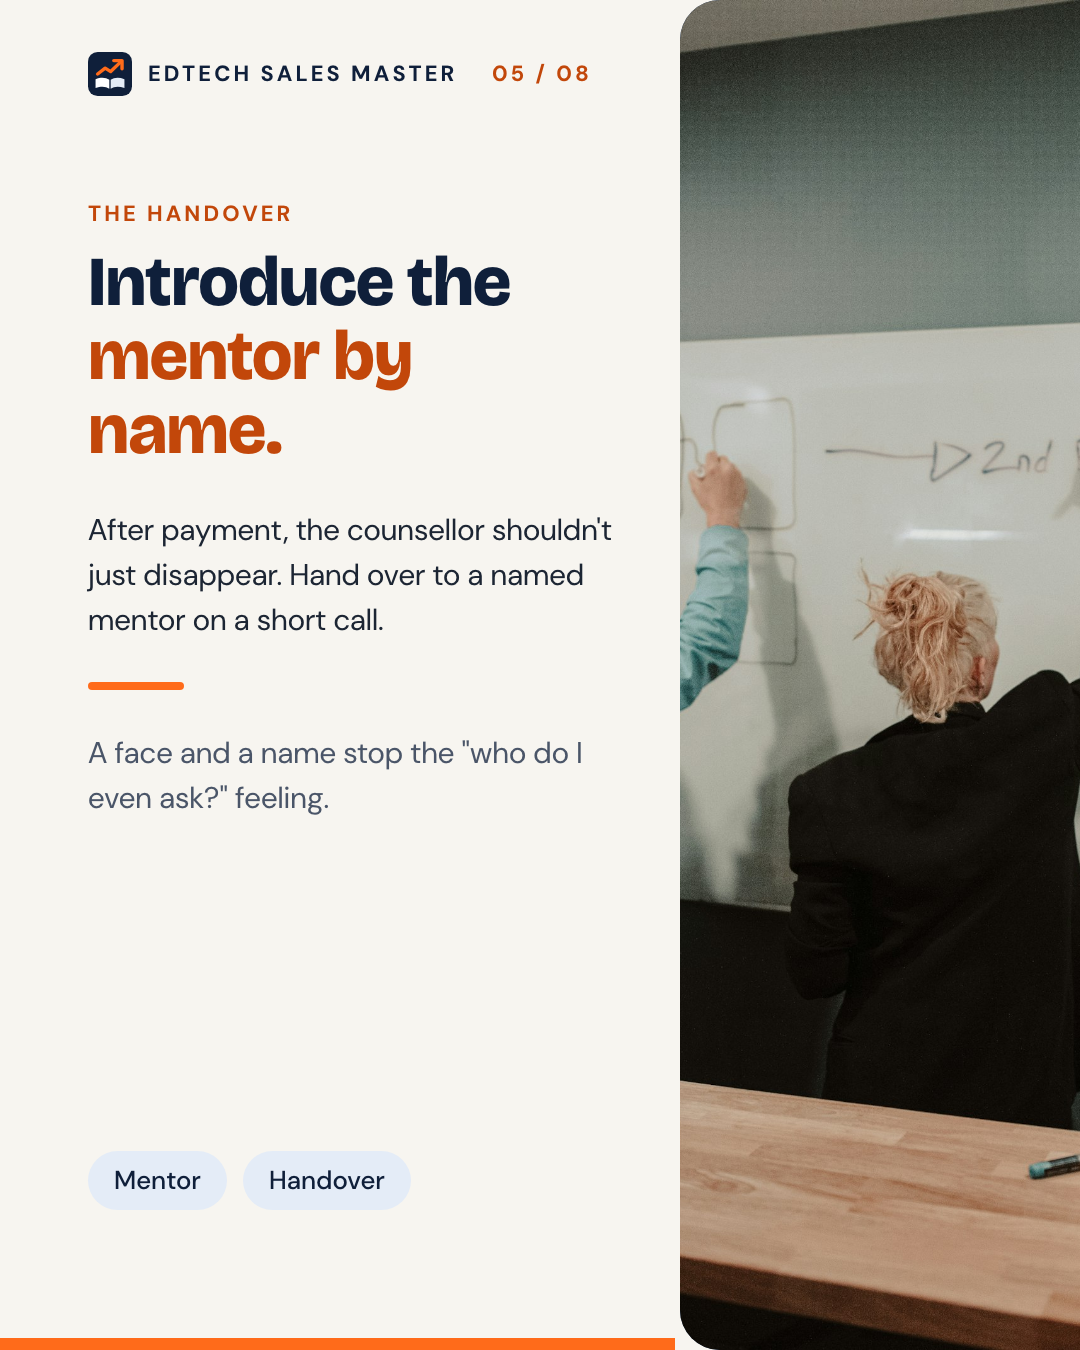 EDTECH SALES MASTER 05 / 08
THE HANDOVER
Introduce the
mentor by
name.
After payment, the counsellor shouldn't
just disappear. Hand over to a named
mentor on a short call.
A face and a name stop the "who do I
even ask?" feeling.
2nd
Mentor Handover